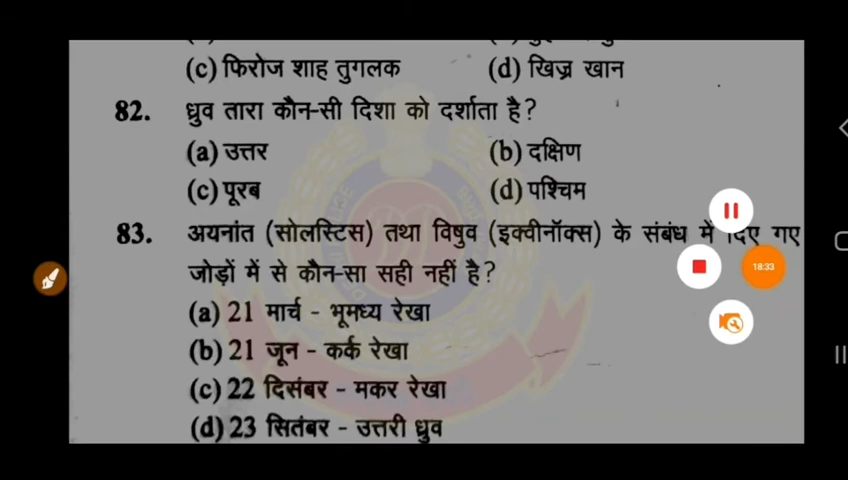 (c) फिरोज शाह तुगलक (d) खिज्र खान
82. ध्रुव तारा कौन-सी दिशा को दर्शाता है?
(a) उत्तर (b) दक्षिण
(c) पूरब (d) पश्चिम
83. अयनांत (सोलस्टिस) तथा विषुव (इक्वीनॉक्स) के संबंध में दिए गए
जोड़ों में से कौन-सा सही नहीं है?
(a) 21 मार्च - भूमध्य रेखा
(b) 21 जून - कर्क रेखा
(c) 22 दिसंबर - मकर रेखा
(d) 23 सितंबर - उत्तरी ध्रुव
18:33